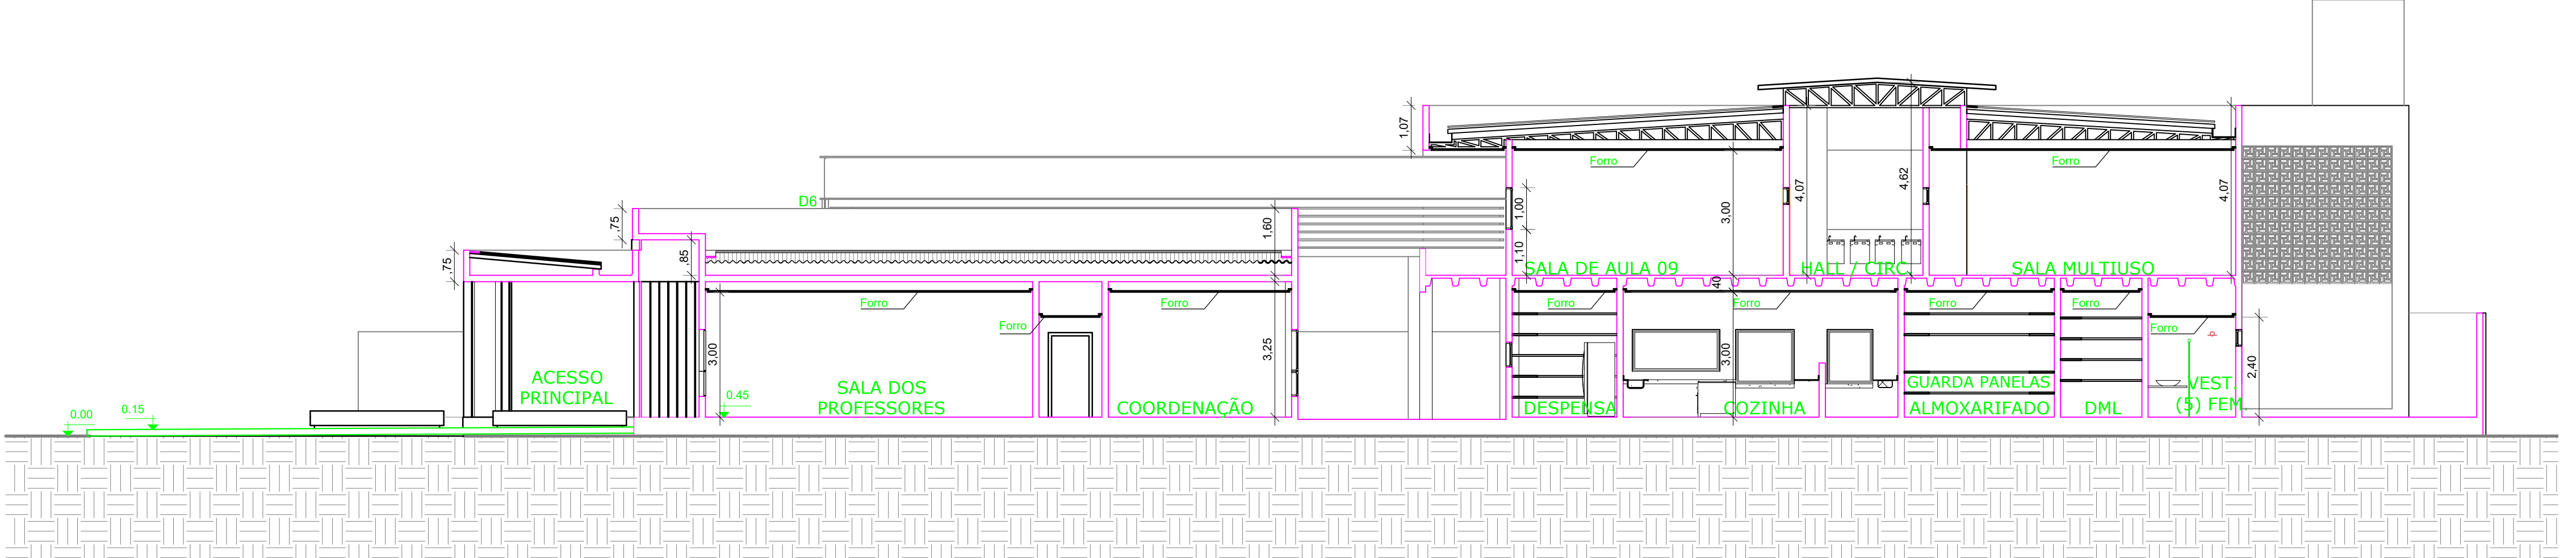 1,07
Forro
Forro
4,62
4,07
4,07
3,00
1,00
1,10
D6
,75
1,60
,85
,75
SALA DE AULA 09
HALL / CIRC.
SALA MULTIUSO
,40
Forro
Forro
Forro
Forro
Forro
Forro
Forro
Forro
3,00
3,25
3,00
2,40
ACESSO
PRINCIPAL
SALA DOS
PROFESSORES
COORDENAÇÃO
0.45
0.00
0.15
DESPENSA
COZINHA
GUARDA PANELAS
ALMOXARIFADO
DML
VEST.
(5) FEM